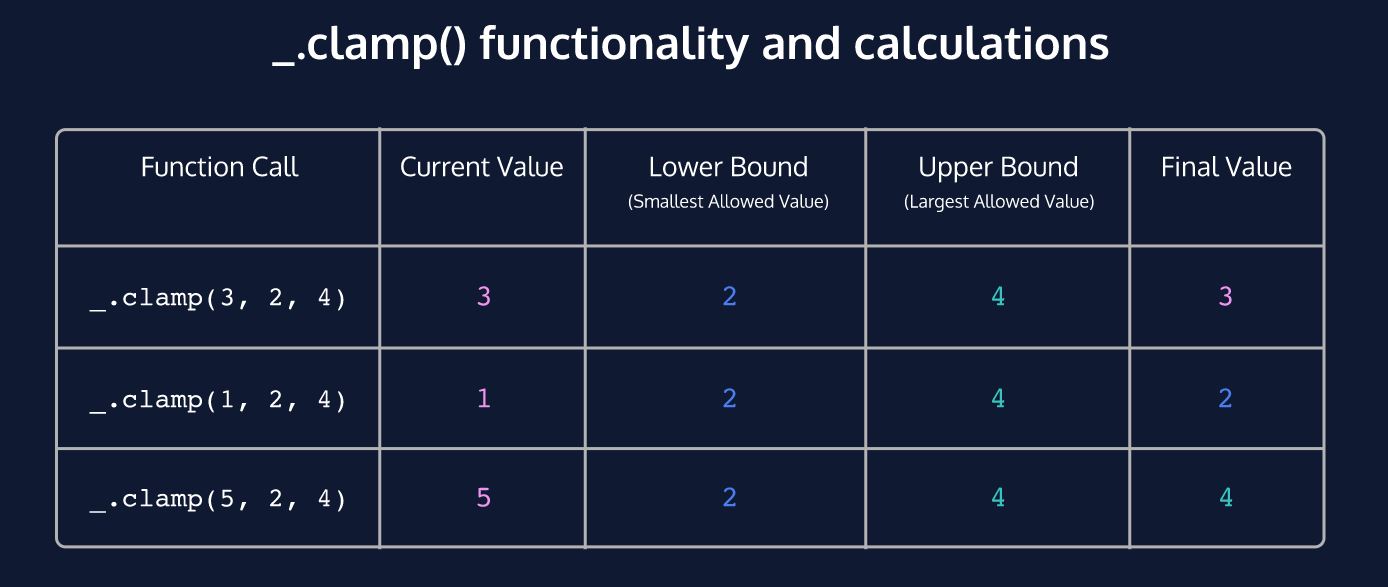 _.clamp() functionality and calculations
Function Call Current Value Lower Bound Upper Bound Final Value
(Smallest Allowed Value) (Largest Allowed Value)
_.clamp(3, 2, 4) 3 2 4 3
_.clamp(1, 2, 4) 1 2 4 2
_.clamp(5, 2, 4) 5 2 4 4